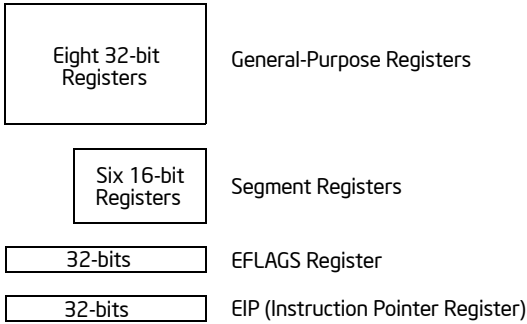 Eight 32-bit
Registers
General-Purpose Registers
Six 16-bit
Registers
Segment Registers
32-bits
EFLAGS Register
32-bits
EIP (Instruction Pointer Register)